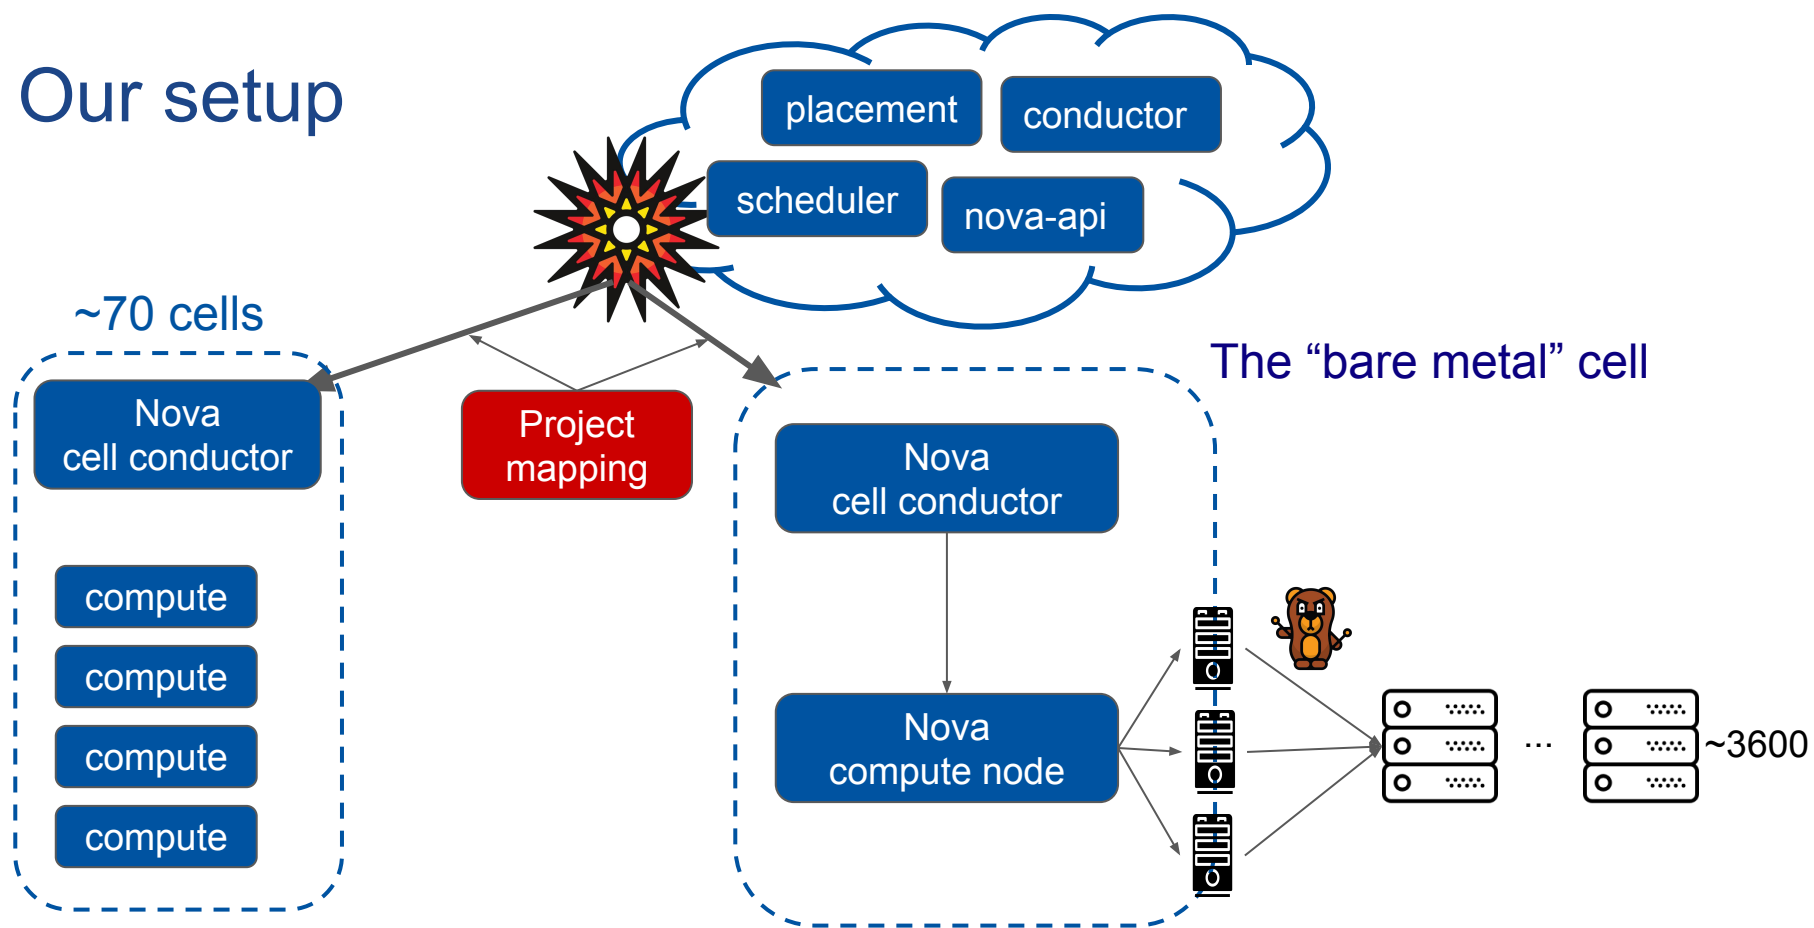 Our setup
placement
conductor
scheduler
nova-api
~70 cells
The “bare metal” cell
Nova
cell conductor
Project
mapping
Nova
cell conductor
compute
compute
compute
compute
Nova
compute node
...
~3600